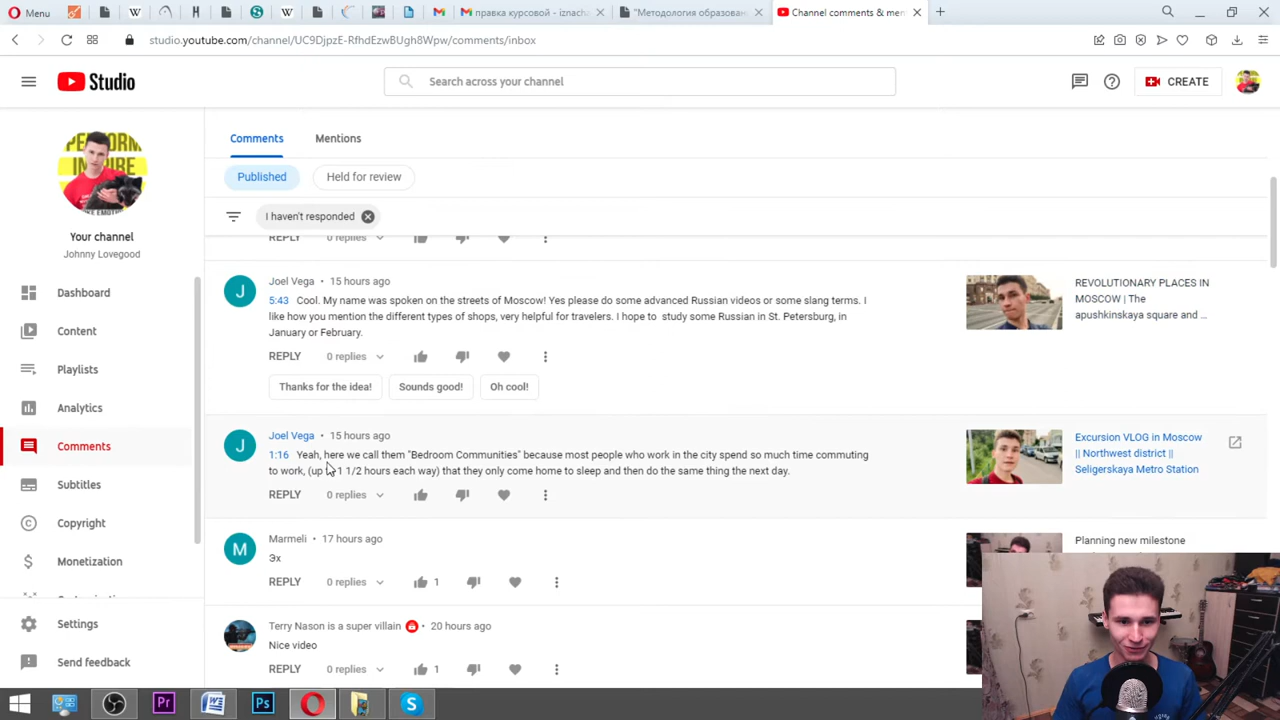 Menu
правка курсовой - iznacha
"Методология образован
Channel comments & men
studio.youtube.com/channel/UC9DjpzE-RfhdEzwBUgh8Wpw/comments/inbox
Studio
Search across your channel
CREATE
PERFORM
Your channel
Johnny Lovegood
Dashboard
Content
Playlists
Analytics
Comments
Subtitles
Copyright
Monetization
Settings
Send feedback
Comments
Mentions
Published
Held for review
I haven't responded
REPLY 0 replies
Joel Vega • 15 hours ago
5:43 Cool. My name was spoken on the streets of Moscow! Yes please do some advanced Russian videos or some slang terms. I
like how you mention the different types of shops, very helpful for travelers. I hope to study some Russian in St. Petersburg, in
January or February.
REPLY 0 replies
Thanks for the idea! Sounds good! Oh cool!
REVOLUTIONARY PLACES IN
MOSCOW | The
apushkinskaya square and ...
Joel Vega • 15 hours ago
1:16 Yeah, here we call them "Bedroom Communities" because most people who work in the city spend so much time commuting
to work, (up to 1 1/2 hours each way) that they only come home to sleep and then do the same thing the next day.
REPLY 0 replies
Excursion VLOG in Moscow
|| Northwest district ||
Seligerskaya Metro Station
Marmeli • 17 hours ago
Эх
REPLY 0 replies 1
Planning new milestone
Terry Nason is a super villain • 20 hours ago
Nice video
REPLY 0 replies 1
Pr
W
Ps